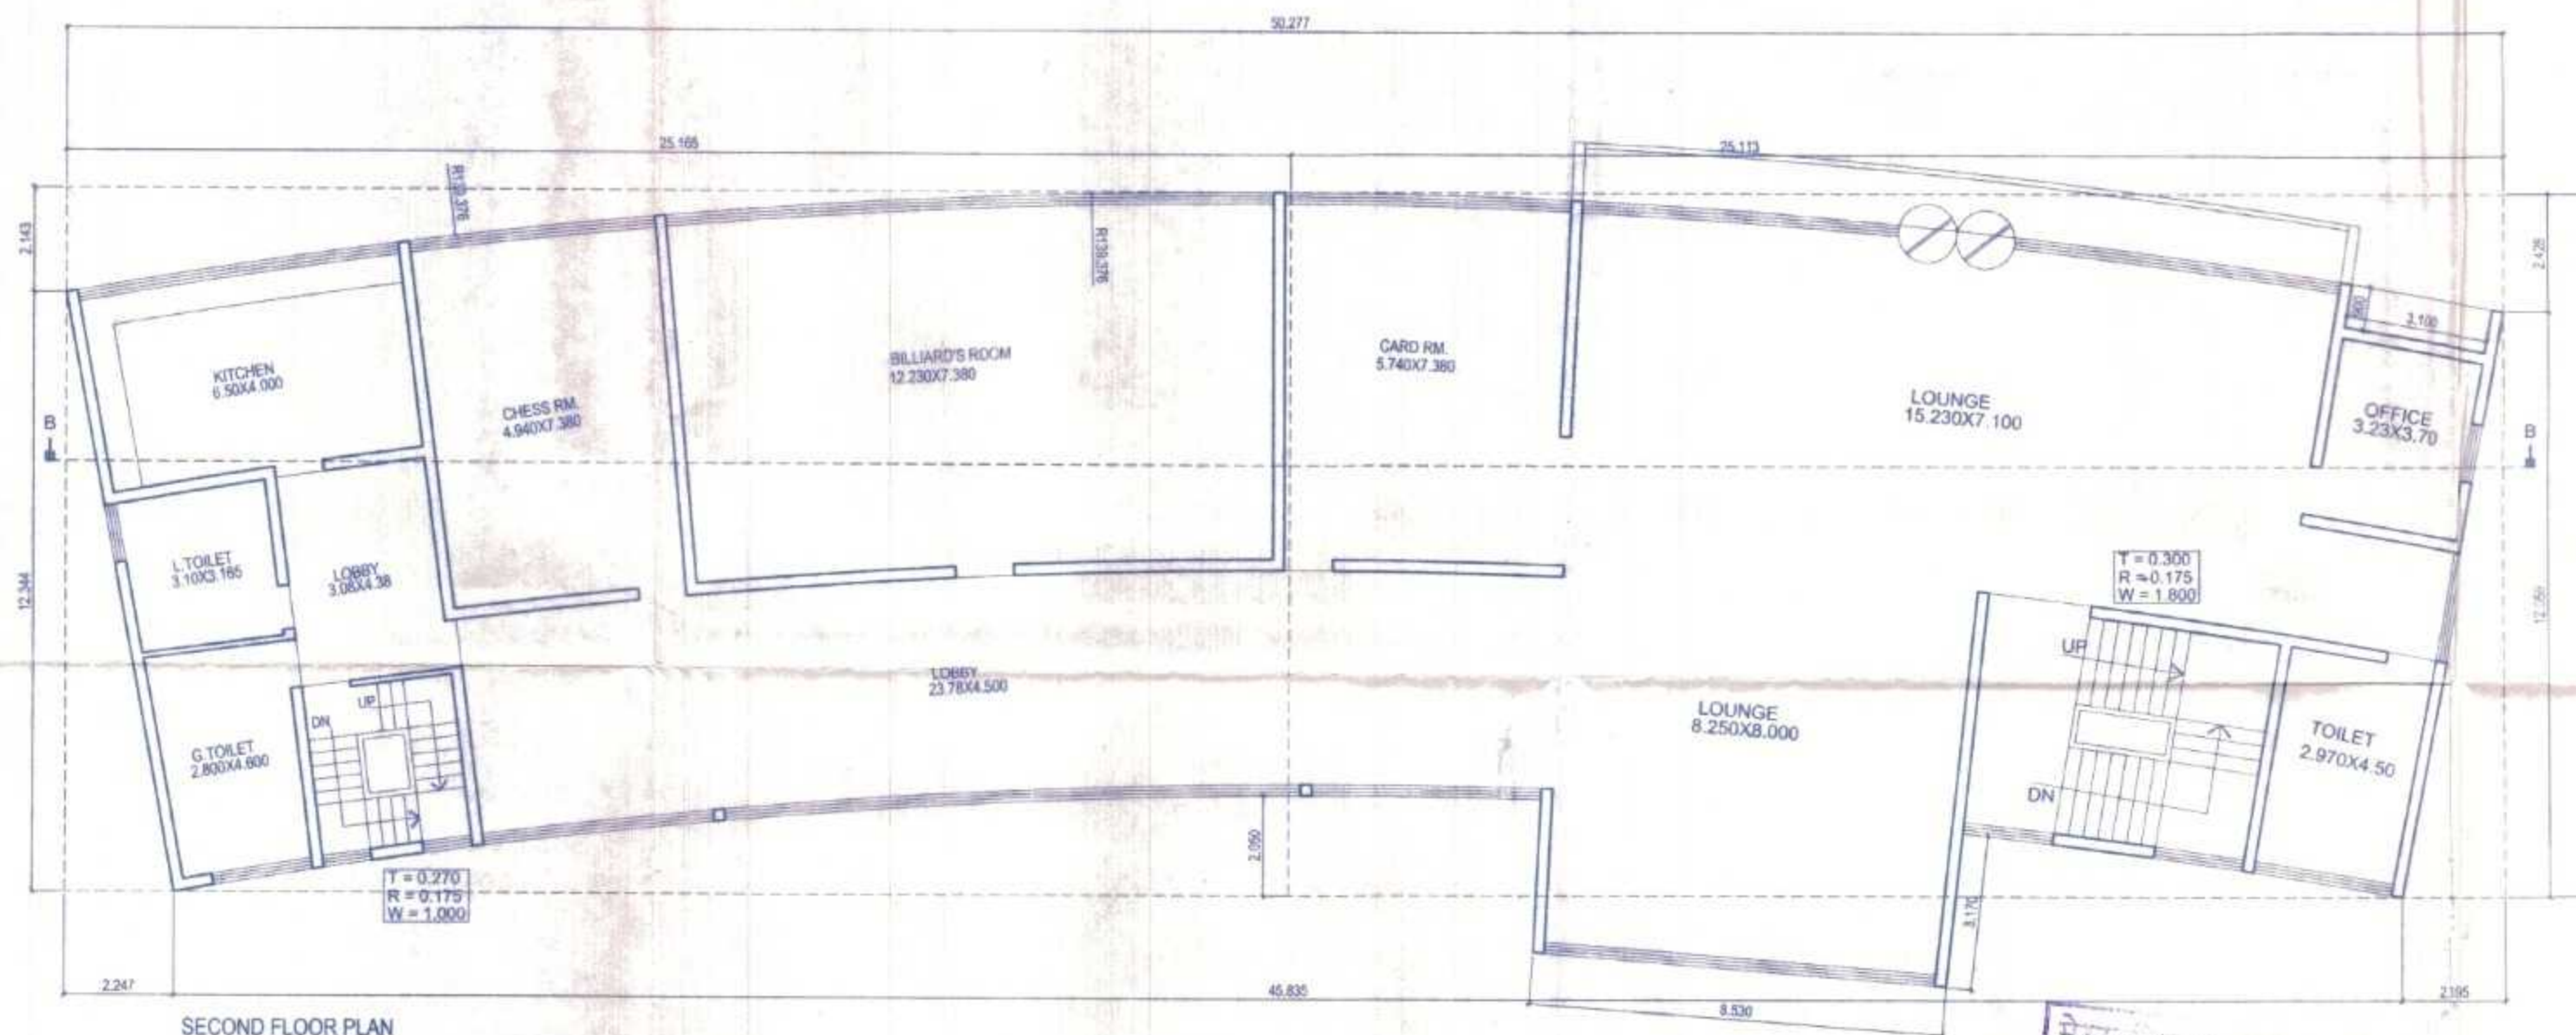 50.277
25.165
25.113
R139.376
R139.376
2.143
2.428
.900
3.100
KITCHEN
6.50X4.000
CHESS RM.
4.940X7.380
BILLIARD'S ROOM
12.230X7.380
CARD RM.
5.740X7.380
LOUNGE
15.230X7.100
OFFICE
3.23X3.70
B
B
L.TOILET
3.10X3.165
LOBBY
3.08X4.38
12.344
12.059
T = 0.300
R = 0.175
W = 1.800
UP
LOBBY
23.78X4.500
LOUNGE
8.250X8.000
TOILET
2.970X4.50
UP
DN
G.TOILET
2.800X4.600
DN
2.050
T = 0.270
R = 0.175
W = 1.000
3.170
2.247
45.835
8.530
2.195
SECOND FLOOR PLAN